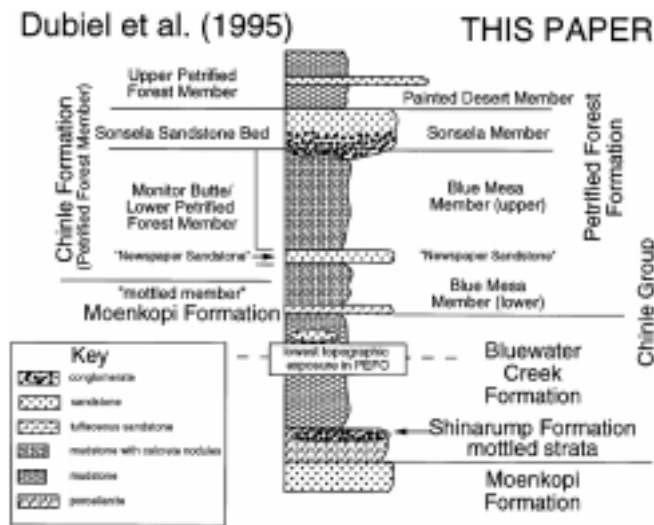 Dubiel et al. (1995)
THIS PAPER
Upper Petrified
Forest Member
Sonsela Sandstone Bed
Monitor Butte/
Lower Petrified
Forest Member
"Newspaper Sandstone"
"mottled member"
Moenkopi Formation
Chinle Formation
(Petrified Forest Member)
Painted Desert Member
Sonsela Member
Blue Mesa
Member (upper)
"Newspaper Sandstone"
Blue Mesa
Member (lower)
Petrified Forest
Formation
Chinle Group
lowest topographic
exposure in PEFO
Bluewater
Creek
Formation
Shinarump Formation
mottled strata
Moenkopi
Formation
Key
conglomerate
sandstone
tuffaceous sandstone
mudstone with calcrete nodules
mudstone
porcellanite